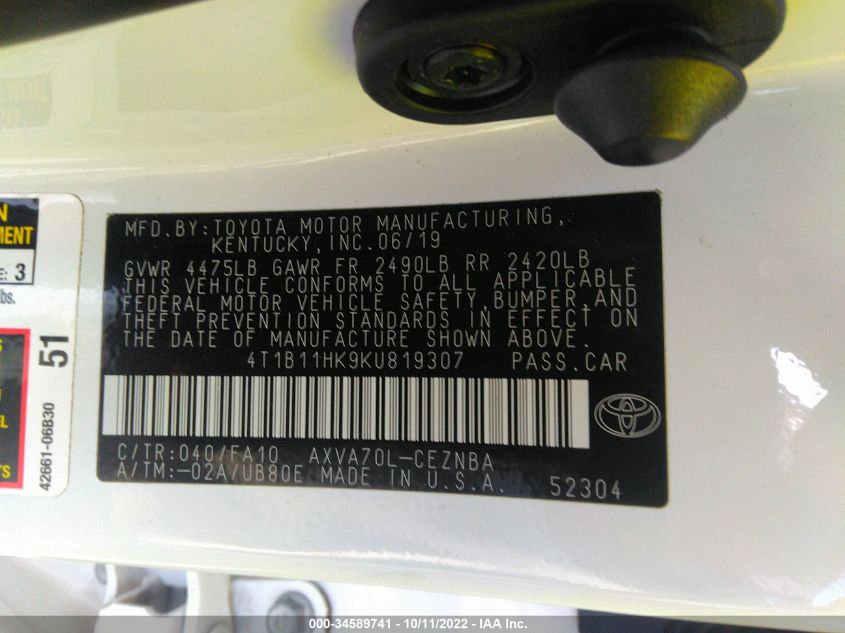 MFD.BY:TOYOTA MOTOR MANUFACTURING,
KENTUCKY,INC.06/19
GVWR 4475LB GAWR FR 2490LB RR 2420LB
THIS VEHICLE CONFORMS TO ALL APPLICABLE
FEDERAL MOTOR VEHICLE SAFETY,BUMPER,AND
THEFT PREVENTION STANDARDS IN EFFECT ON
THE DATE OF MANUFACTURE SHOWN ABOVE.
4T1B11HK9KU819307 PASS.CAR
C/TR:040/FA10 AXVA70L-CEZNBA
A/TM:-02A/UB80E MADE IN U.S.A. 52304
3
51
42661-06B30
000-34589741 - 10/11/2022 - IAA Inc.